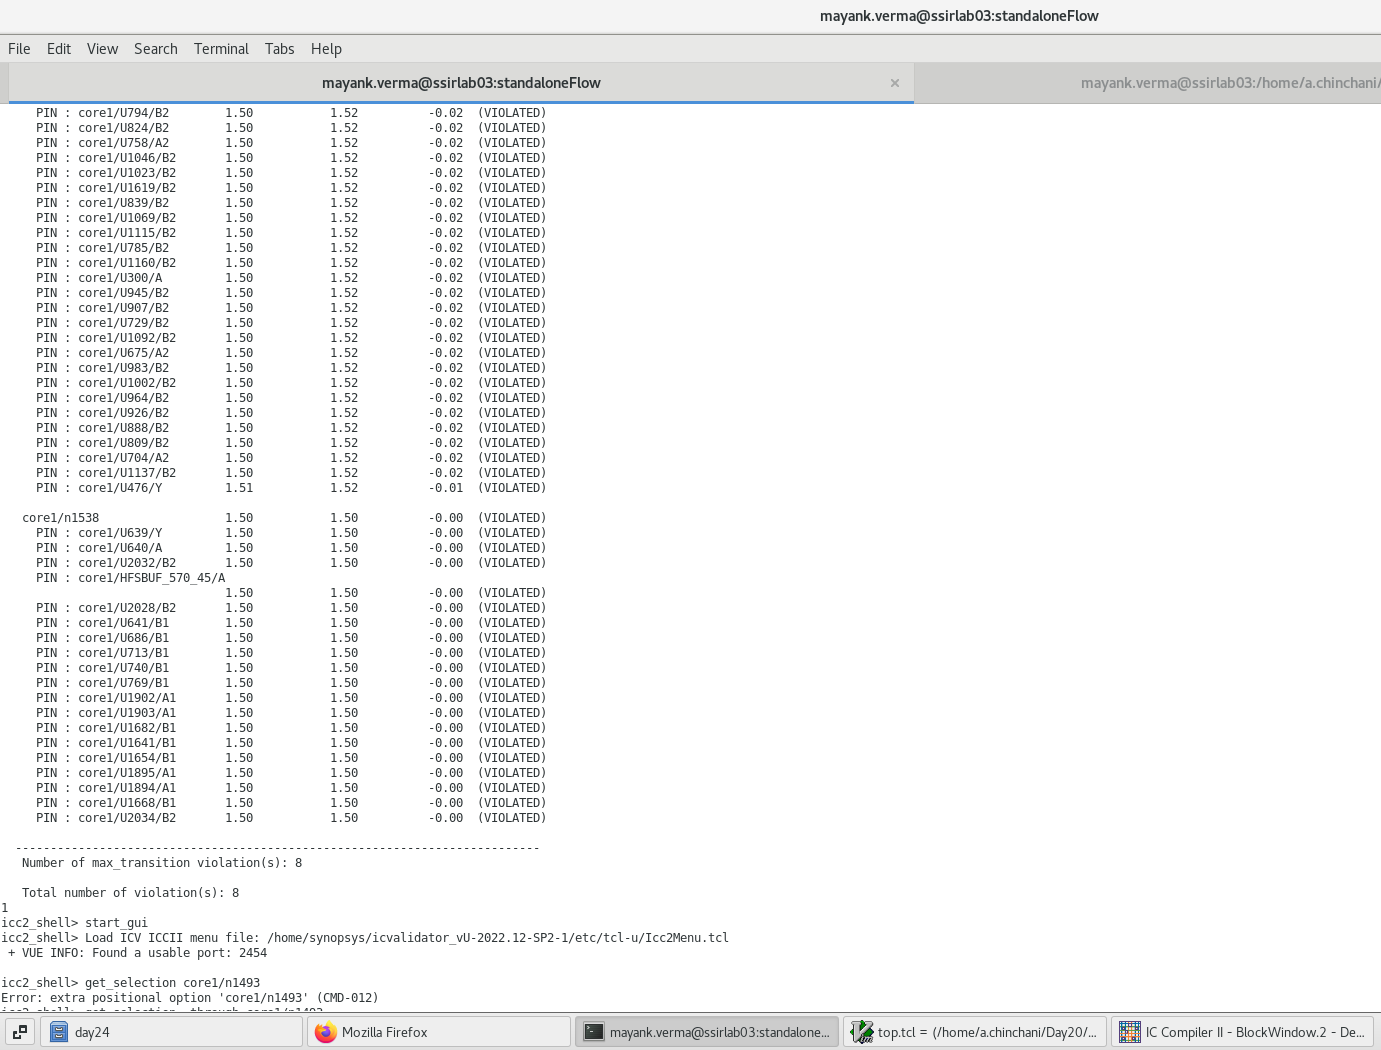 mayank.verma@ssirlab03:standaloneFlow
File Edit View Search Terminal Tabs Help
mayank.verma@ssirlab03:standaloneFlow × mayank.verma@ssirlab03:/home/a.chinchani/
PIN : core1/U794/B2 1.50 1.52 -0.02 (VIOLATED)
PIN : core1/U824/B2 1.50 1.52 -0.02 (VIOLATED)
PIN : core1/U758/A2 1.50 1.52 -0.02 (VIOLATED)
PIN : core1/U1046/B2 1.50 1.52 -0.02 (VIOLATED)
PIN : core1/U1023/B2 1.50 1.52 -0.02 (VIOLATED)
PIN : core1/U1619/B2 1.50 1.52 -0.02 (VIOLATED)
PIN : core1/U839/B2 1.50 1.52 -0.02 (VIOLATED)
PIN : core1/U1069/B2 1.50 1.52 -0.02 (VIOLATED)
PIN : core1/U1115/B2 1.50 1.52 -0.02 (VIOLATED)
PIN : core1/U785/B2 1.50 1.52 -0.02 (VIOLATED)
PIN : core1/U1160/B2 1.50 1.52 -0.02 (VIOLATED)
PIN : core1/U300/A 1.50 1.52 -0.02 (VIOLATED)
PIN : core1/U945/B2 1.50 1.52 -0.02 (VIOLATED)
PIN : core1/U907/B2 1.50 1.52 -0.02 (VIOLATED)
PIN : core1/U729/B2 1.50 1.52 -0.02 (VIOLATED)
PIN : core1/U1092/B2 1.50 1.52 -0.02 (VIOLATED)
PIN : core1/U675/A2 1.50 1.52 -0.02 (VIOLATED)
PIN : core1/U983/B2 1.50 1.52 -0.02 (VIOLATED)
PIN : core1/U1002/B2 1.50 1.52 -0.02 (VIOLATED)
PIN : core1/U964/B2 1.50 1.52 -0.02 (VIOLATED)
PIN : core1/U926/B2 1.50 1.52 -0.02 (VIOLATED)
PIN : core1/U888/B2 1.50 1.52 -0.02 (VIOLATED)
PIN : core1/U809/B2 1.50 1.52 -0.02 (VIOLATED)
PIN : core1/U704/A2 1.50 1.52 -0.02 (VIOLATED)
PIN : core1/U1137/B2 1.50 1.52 -0.02 (VIOLATED)
PIN : core1/U476/Y 1.51 1.52 -0.01 (VIOLATED)
core1/n1538 1.50 1.50 -0.00 (VIOLATED)
PIN : core1/U639/Y 1.50 1.50 -0.00 (VIOLATED)
PIN : core1/U640/A 1.50 1.50 -0.00 (VIOLATED)
PIN : core1/U2032/B2 1.50 1.50 -0.00 (VIOLATED)
PIN : core1/HFSBUF_570_45/A
1.50 1.50 -0.00 (VIOLATED)
PIN : core1/U2028/B2 1.50 1.50 -0.00 (VIOLATED)
PIN : core1/U641/B1 1.50 1.50 -0.00 (VIOLATED)
PIN : core1/U686/B1 1.50 1.50 -0.00 (VIOLATED)
PIN : core1/U713/B1 1.50 1.50 -0.00 (VIOLATED)
PIN : core1/U740/B1 1.50 1.50 -0.00 (VIOLATED)
PIN : core1/U769/B1 1.50 1.50 -0.00 (VIOLATED)
PIN : core1/U1902/A1 1.50 1.50 -0.00 (VIOLATED)
PIN : core1/U1903/A1 1.50 1.50 -0.00 (VIOLATED)
PIN : core1/U1682/B1 1.50 1.50 -0.00 (VIOLATED)
PIN : core1/U1641/B1 1.50 1.50 -0.00 (VIOLATED)
PIN : core1/U1654/B1 1.50 1.50 -0.00 (VIOLATED)
PIN : core1/U1895/A1 1.50 1.50 -0.00 (VIOLATED)
PIN : core1/U1894/A1 1.50 1.50 -0.00 (VIOLATED)
PIN : core1/U1668/B1 1.50 1.50 -0.00 (VIOLATED)
PIN : core1/U2034/B2 1.50 1.50 -0.00 (VIOLATED)
---------------------------------------------------------------------------
Number of max_transition violation(s): 8
Total number of violation(s): 8
1
icc2_shell> start_gui
icc2_shell> Load ICV ICCII menu file: /home/synopsys/icvalidator_vU-2022.12-SP2-1/etc/tcl-u/Icc2Menu.tcl
+ VUE INFO: Found a usable port: 2454
icc2_shell> get_selection core1/n1493
Error: extra positional option 'core1/n1493' (CMD-012)
icc2_shell> get_selection -through core1/n1493
day24 Mozilla Firefox mayank.verma@ssirlab03:standalone... top.tcl = (/home/a.chinchani/Day20/... IC Compiler II - BlockWindow.2 - De...